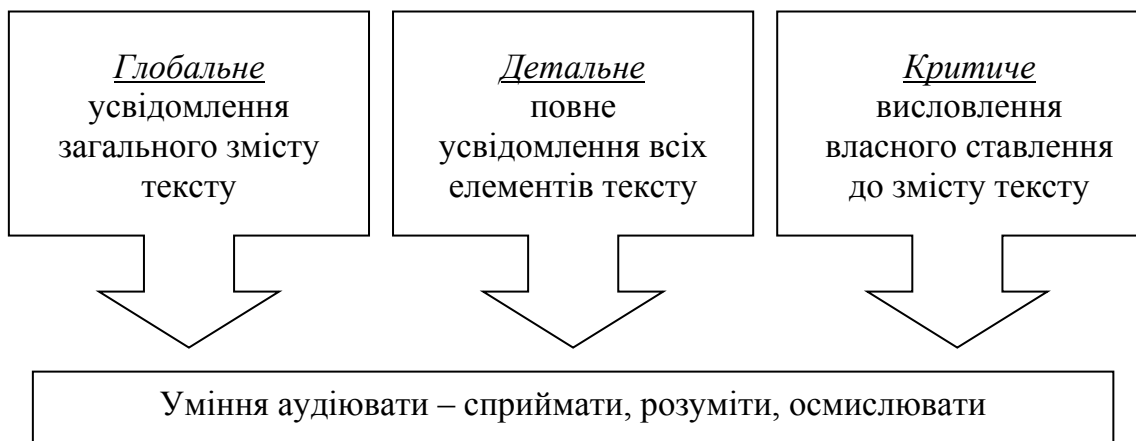 Глобальне
усвідомлення
загального змісту
тексту
Детальне
повне
усвідомлення всіх
елементів тексту
Критиче
висловлення
власного ставлення
до змісту тексту
Уміння аудіювати – сприймати, розуміти, осмислювати